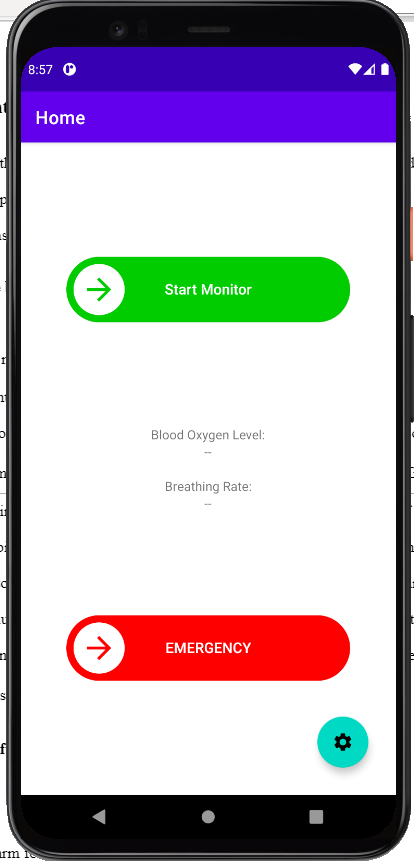 8:57
Home
Start Monitor
Blood Oxygen Level:
--
Breathing Rate:
--
EMERGENCY